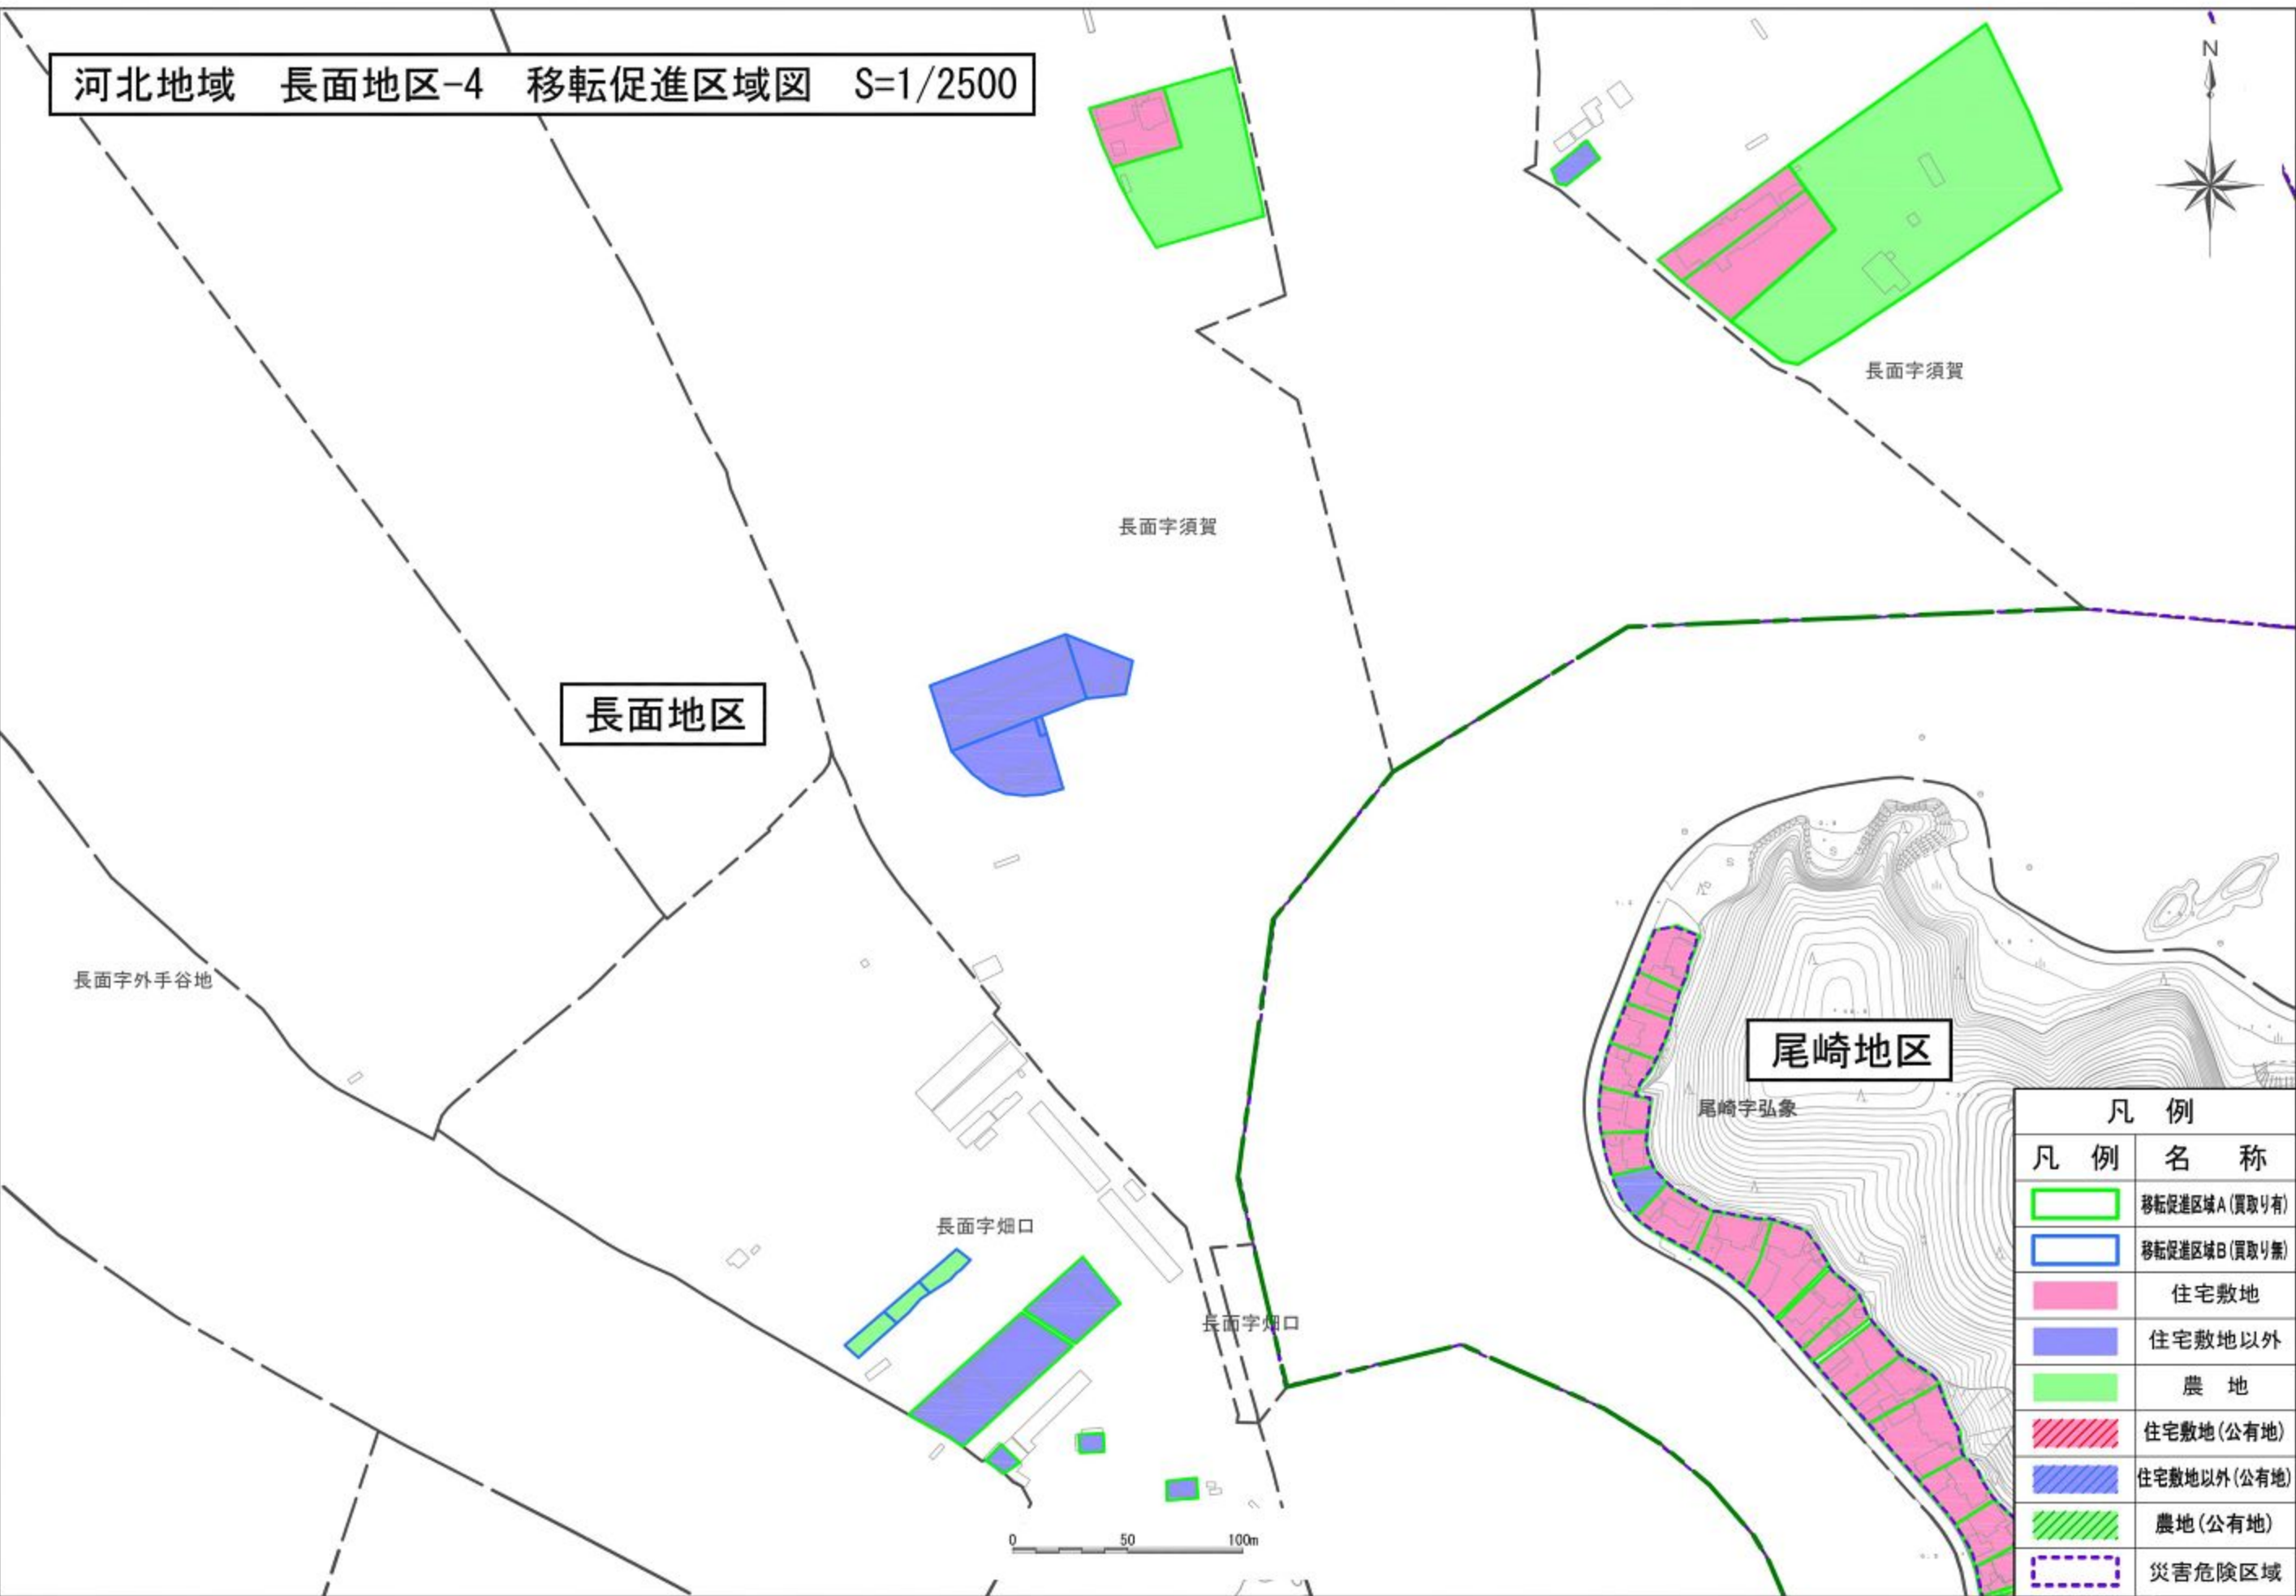 河北地域　長面地区-4　移転促進区域図　S=1/2500
N
長面字須賀
長面字須賀
長面地区
長面字外手谷地
尾崎地区
尾崎字弘象
長面字畑口
長面字畑口
0 50 100m
凡　例
凡　例 名　称
移転促進区域A(買取り有)
移転促進区域B(買取り無)
住宅敷地
住宅敷地以外
農　地
住宅敷地(公有地)
住宅敷地以外(公有地)
農地(公有地)
災害危険区域